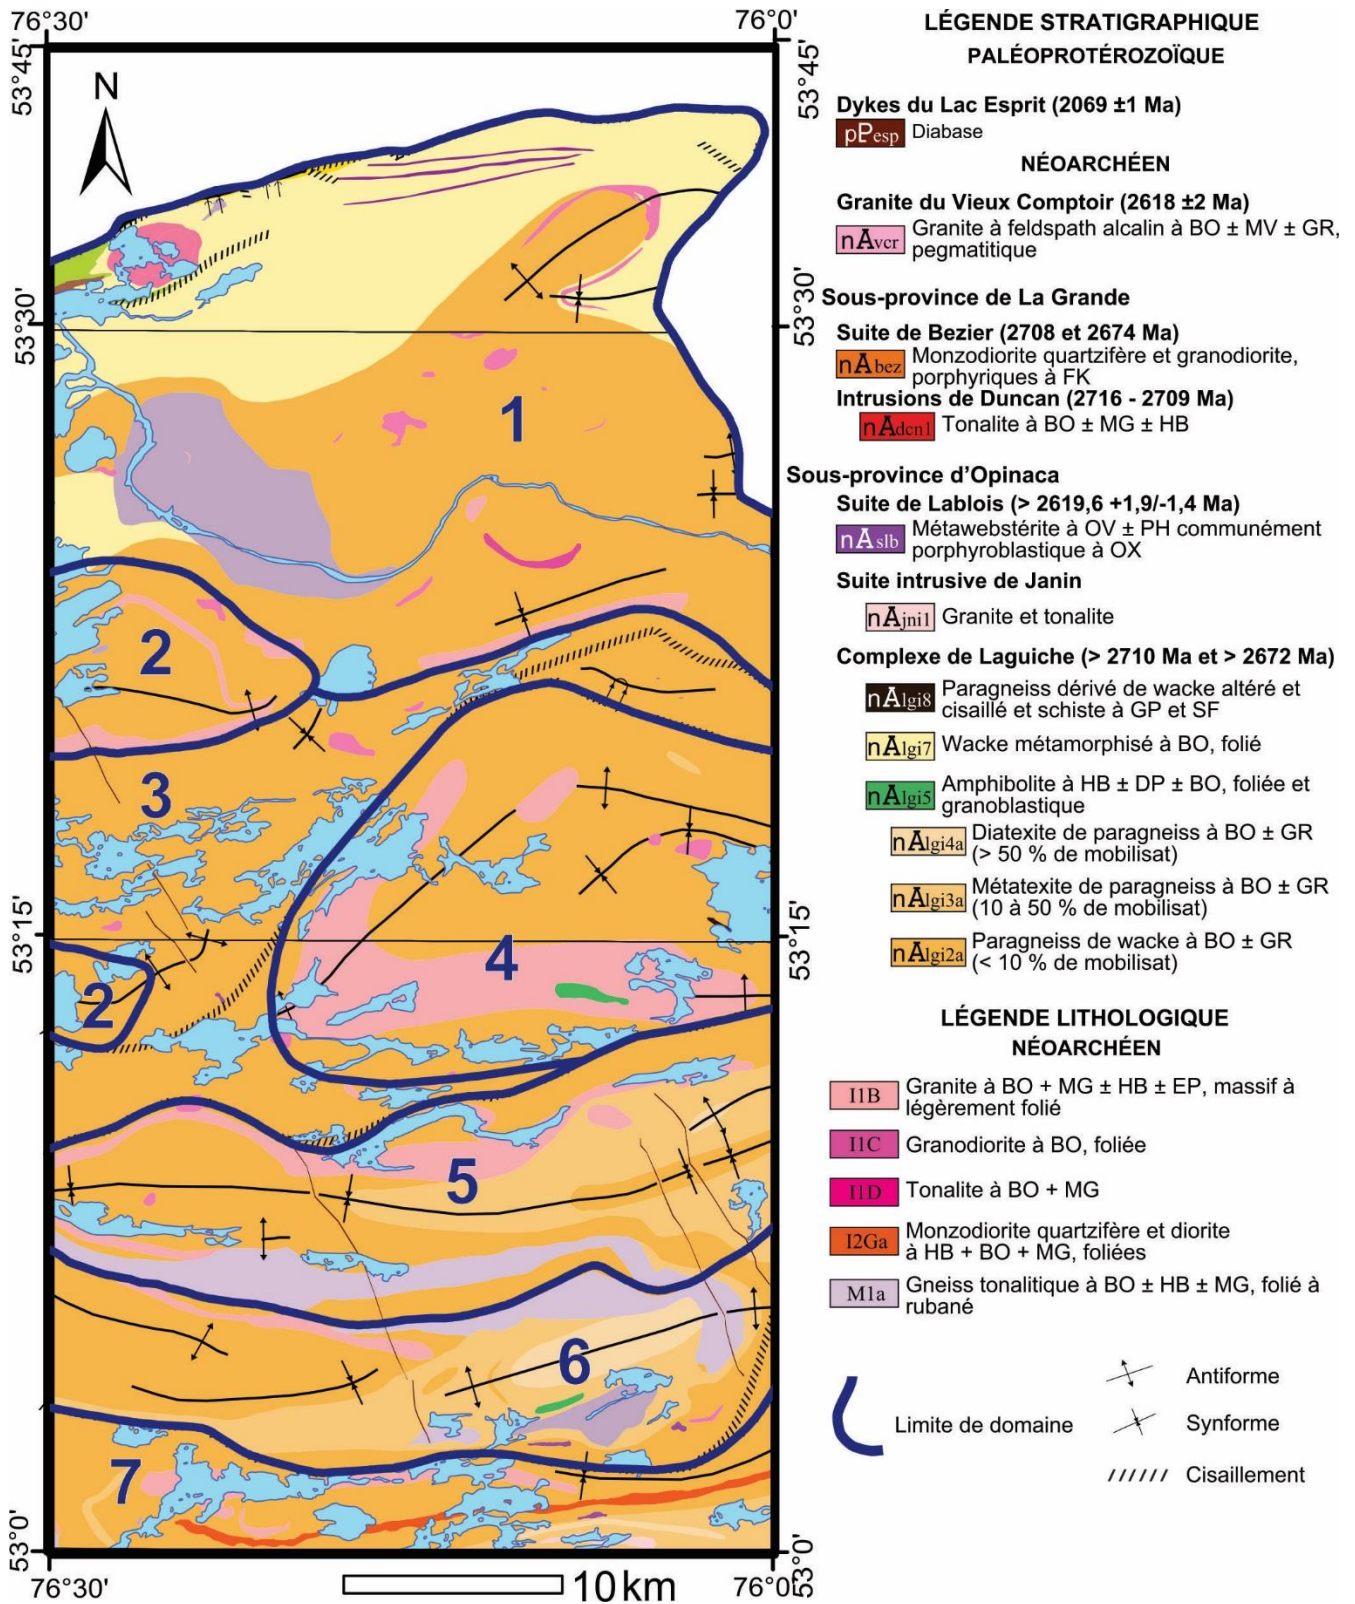 76°30'
76°0'
53°45'
53°45'
N
53°30'
53°30'
1
2
3
53°15'
53°15'
4
2
5
6
7
53°0'
53°0'
76°30'
10 km
76°0'
LÉGENDE STRATIGRAPHIQUE
PALÉOPROTÉROZOÏQUE
Dykes du Lac Esprit (2069 ±1 Ma)
pPesp Diabase
NÉOARCHÉEN
Granite du Vieux Comptoir (2618 ±2 Ma)
nAvcr Granite à feldspath alcalin à BO ± MV ± GR,
pegmatitique
Sous-province de La Grande
Suite de Bezier (2708 et 2674 Ma)
nAbez Monzodiorite quartzifère et granodiorite,
porphyriques à FK
Intrusions de Duncan (2716 - 2709 Ma)
nAdcn1 Tonalite à BO ± MG ± HB
Sous-province d'Opinaca
Suite de Lablois (> 2619,6 +1,9/-1,4 Ma)
nAslb Métawebstérite à OV ± PH communément
porphyroblastique à OX
Suite intrusive de Janin
nAjni1 Granite et tonalite
Complexe de Laguiche (> 2710 Ma et > 2672 Ma)
nAlgi8 Paragneiss dérivé de wacke altéré et
cisaillé et schiste à GP et SF
nAlgi7 Wacke métamorphisé à BO, folié
nAlgi5 Amphibolite à HB ± DP ± BO, foliée et
granoblastique
nAlgi4a Diatexite de paragneiss à BO ± GR
(> 50 % de mobilisat)
nAlgi3a Métatexite de paragneiss à BO ± GR
(10 à 50 % de mobilisat)
nAlgi2a Paragneiss de wacke à BO ± GR
(< 10 % de mobilisat)
LÉGENDE LITHOLOGIQUE
NÉOARCHÉEN
I1B Granite à BO + MG ± HB ± EP, massif à
légèrement folié
I1C Granodiorite à BO, foliée
I1D Tonalite à BO + MG
I2Ga Monzodiorite quartzifère et diorite
à HB + BO + MG, foliées
M1a Gneiss tonalitique à BO ± HB ± MG, folié à
rubané
Limite de domaine
Antiforme
Synforme
Cisaillement